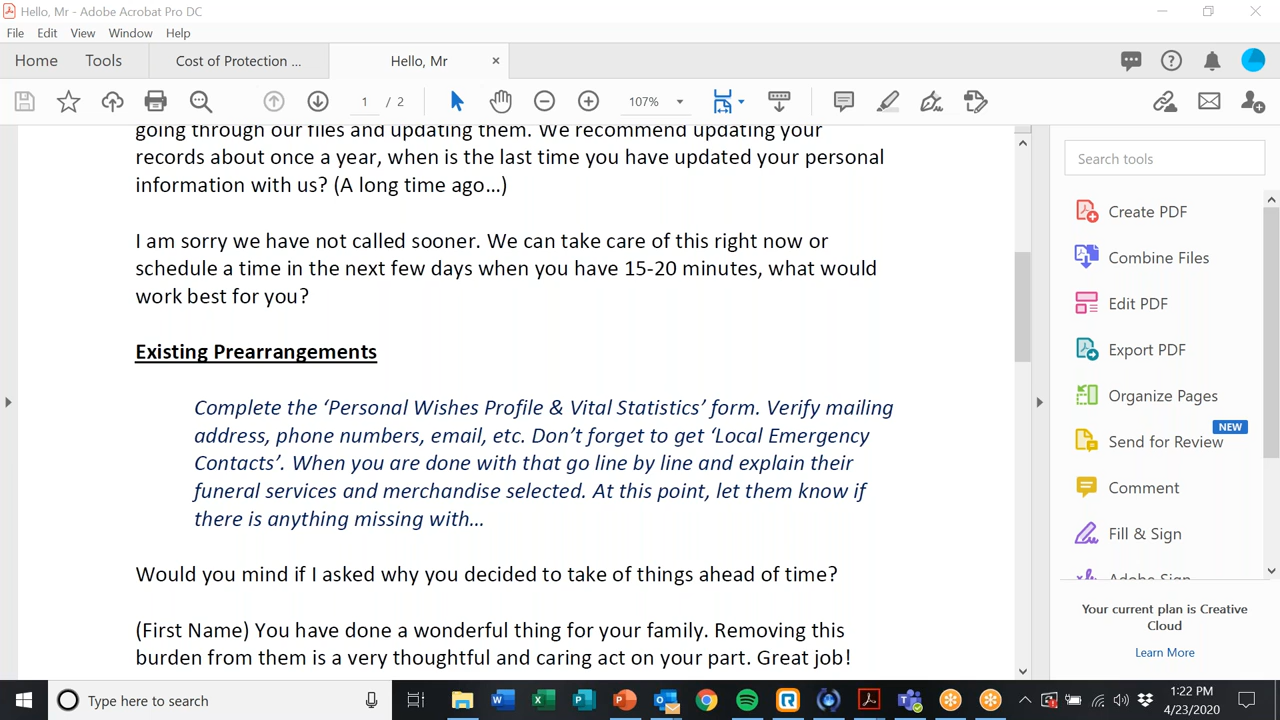 Hello, Mr - Adobe Acrobat Pro DC
File Edit View Window Help
Home Tools Cost of Protection ... Hello, Mr ×
1 / 2 107%
going through our files and updating them. We recommend updating your
records about once a year, when is the last time you have updated your personal
information with us? (A long time ago…)
I am sorry we have not called sooner. We can take care of this right now or
schedule a time in the next few days when you have 15-20 minutes, what would
work best for you?
Existing Prearrangements
Complete the ‘Personal Wishes Profile & Vital Statistics’ form. Verify mailing
address, phone numbers, email, etc. Don’t forget to get ‘Local Emergency
Contacts’. When you are done with that go line by line and explain their
funeral services and merchandise selected. At this point, let them know if
there is anything missing with…
Would you mind if I asked why you decided to take of things ahead of time?
(First Name) You have done a wonderful thing for your family. Removing this
burden from them is a very thoughtful and caring act on your part. Great job!
Search tools
Create PDF
Combine Files
Edit PDF
Export PDF
Organize Pages
NEW
Send for Review
Comment
Fill & Sign
Adobe Sign
Your current plan is Creative
Cloud
Learn More
Type here to search
1:22 PM
4/23/2020